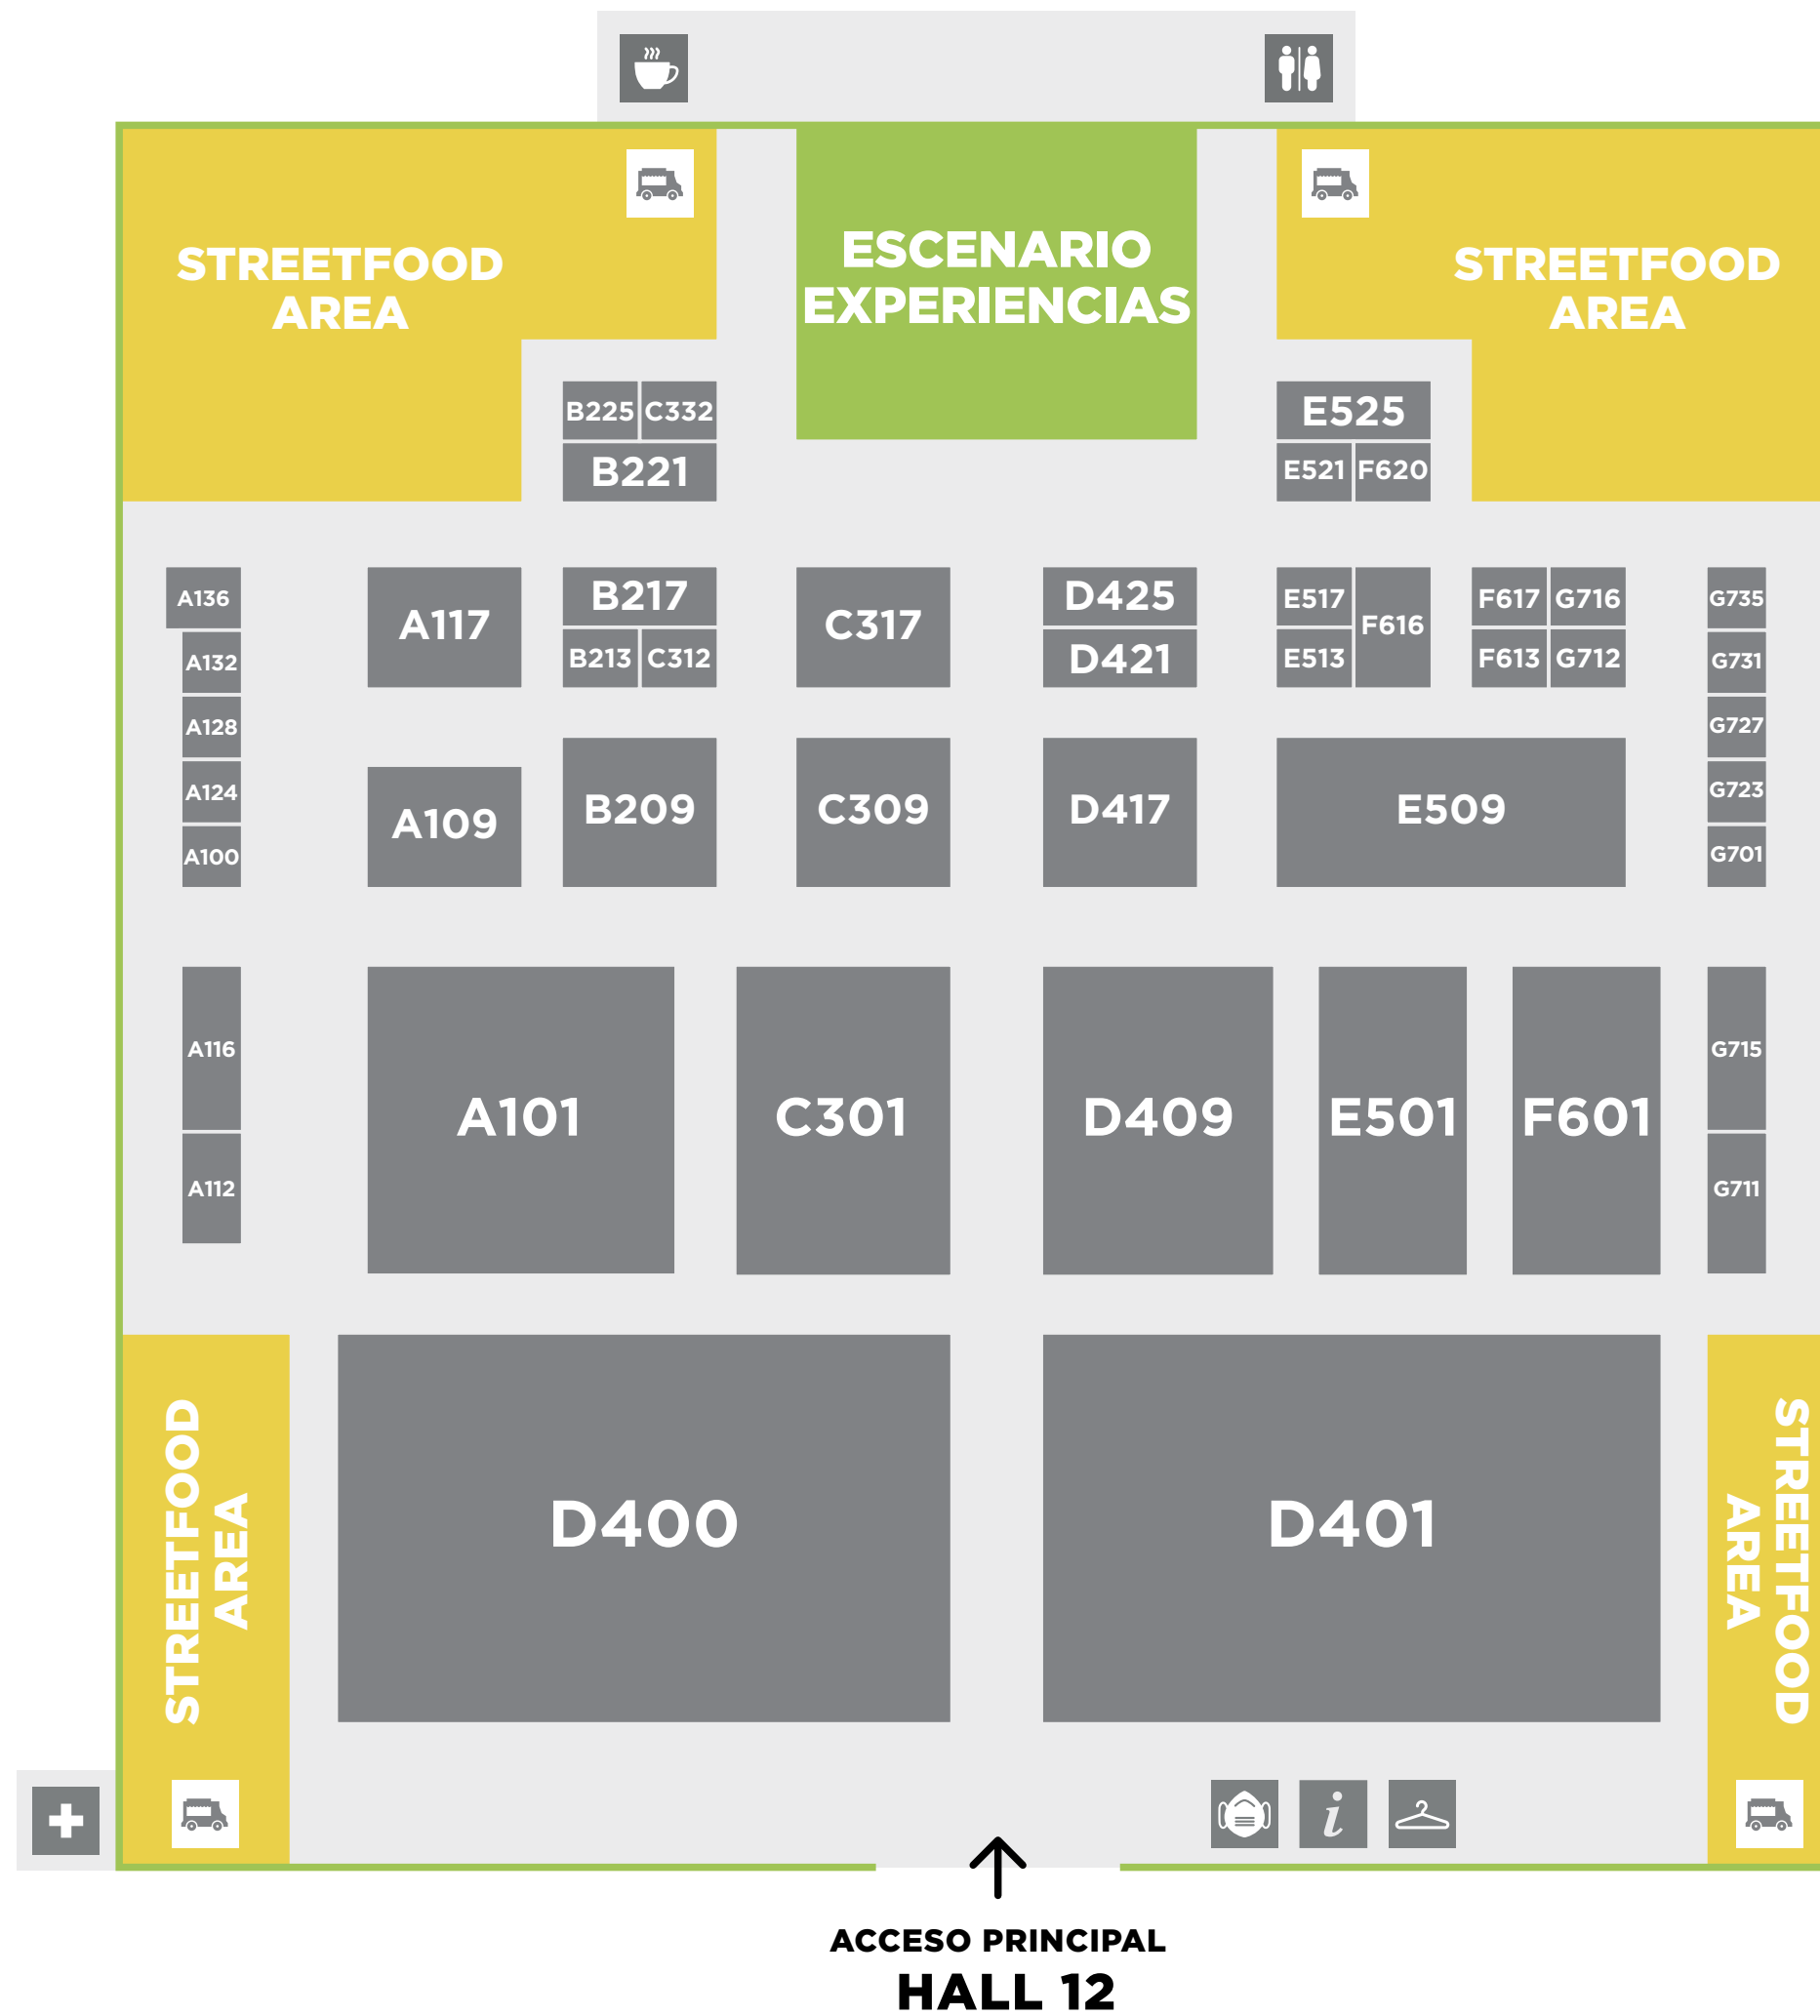 STREETFOOD
AREA
ESCENARIO
EXPERIENCIAS
STREETFOOD
AREA
B225 C332
B221
E525
E521 F620
A136
A132
A128
A124
A100
A117
A109
B217
B213 C312
B209
C317
C309
D425
D421
D417
E517
E513
F616
F617 G716
F613 G712
E509
G735
G731
G727
G723
G701
A116
A112
A101
C301
D409
E501
F601
G715
G711
STREETFOOD
AREA
D400
D401
STREETFOOD
AREA
i
ACCESO PRINCIPAL
HALL 12